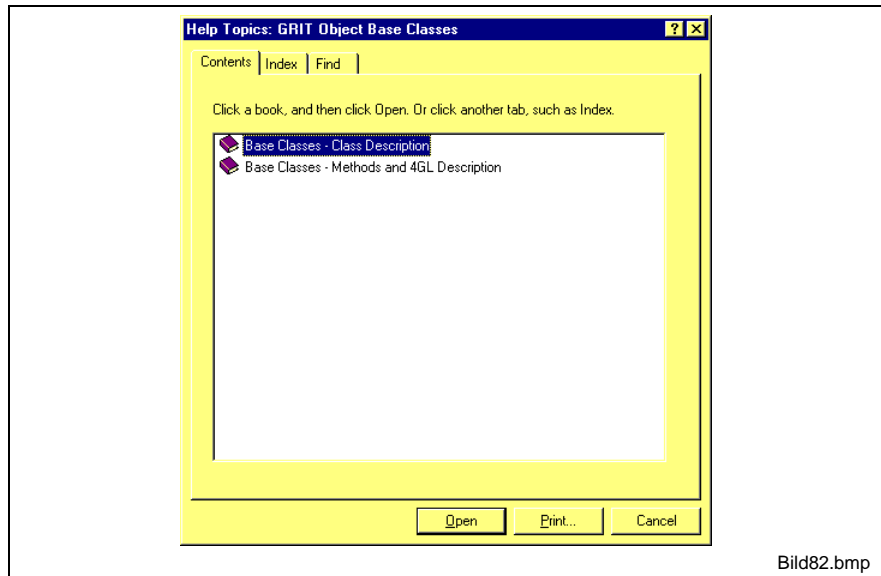 Help Topics: GRIT Object Base Classes
Contents Index Find
Click a book, and then click Open. Or click another tab, such as Index.
Base Classes - Class Description
Base Classes - Methods and 4GL Description
Open Print... Cancel
Bild82.bmp